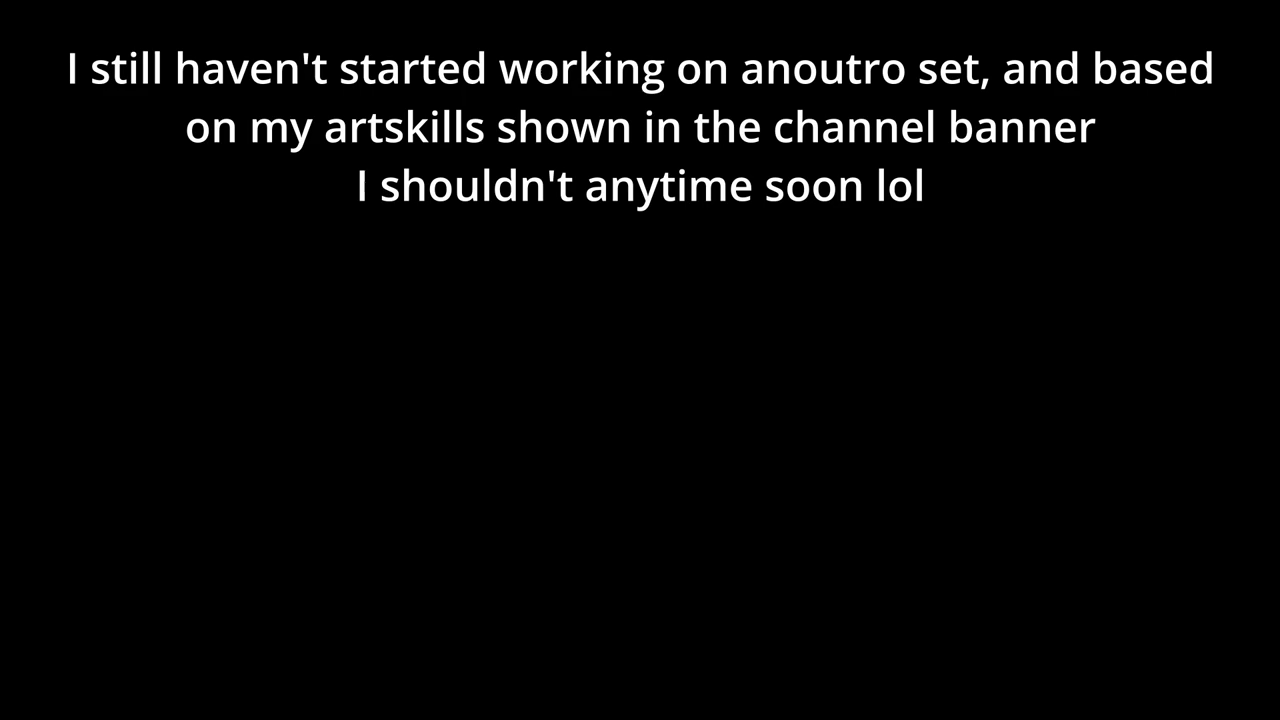 I still haven't started working on anoutro set, and based
on my artskills shown in the channel banner
I shouldn't anytime soon lol